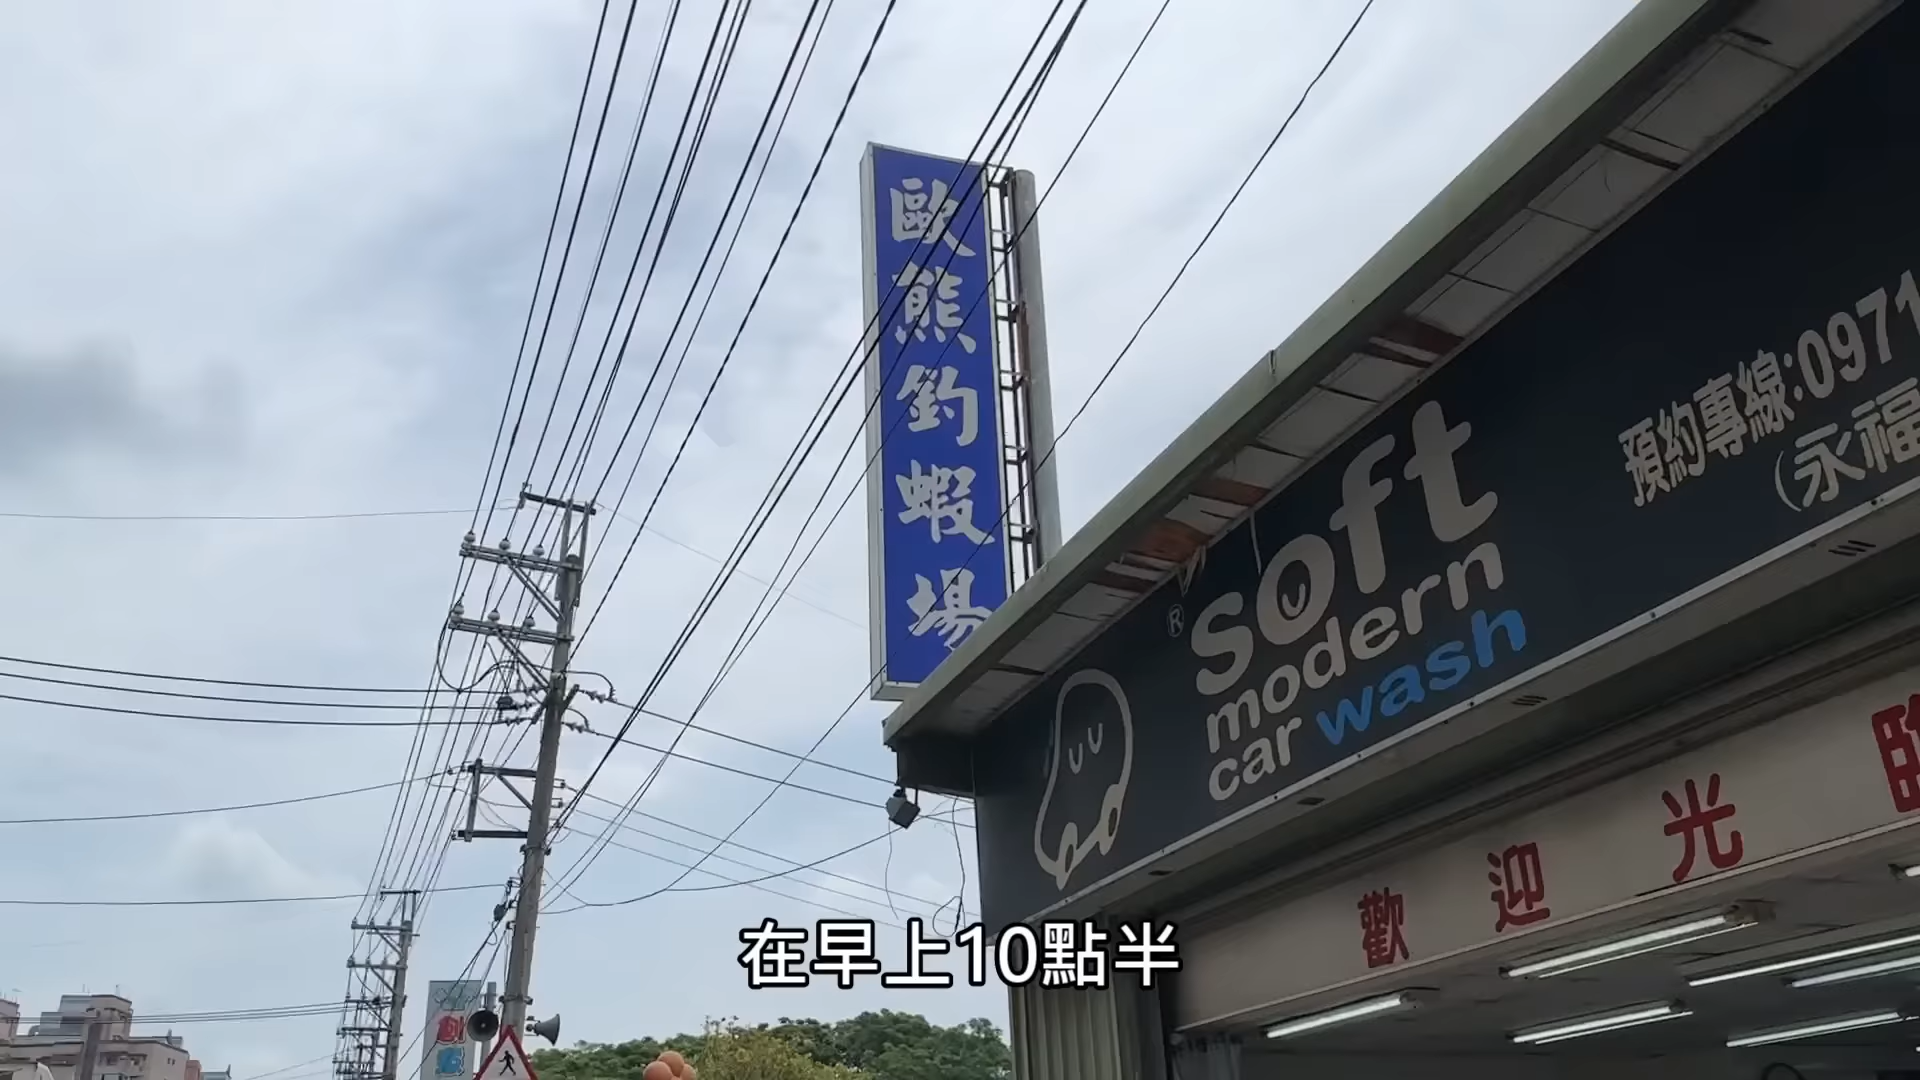 歐熊釣蝦場
預約專線:0971
(永福
®
soft
modern
car wash
歡迎光臨
在早上10點半